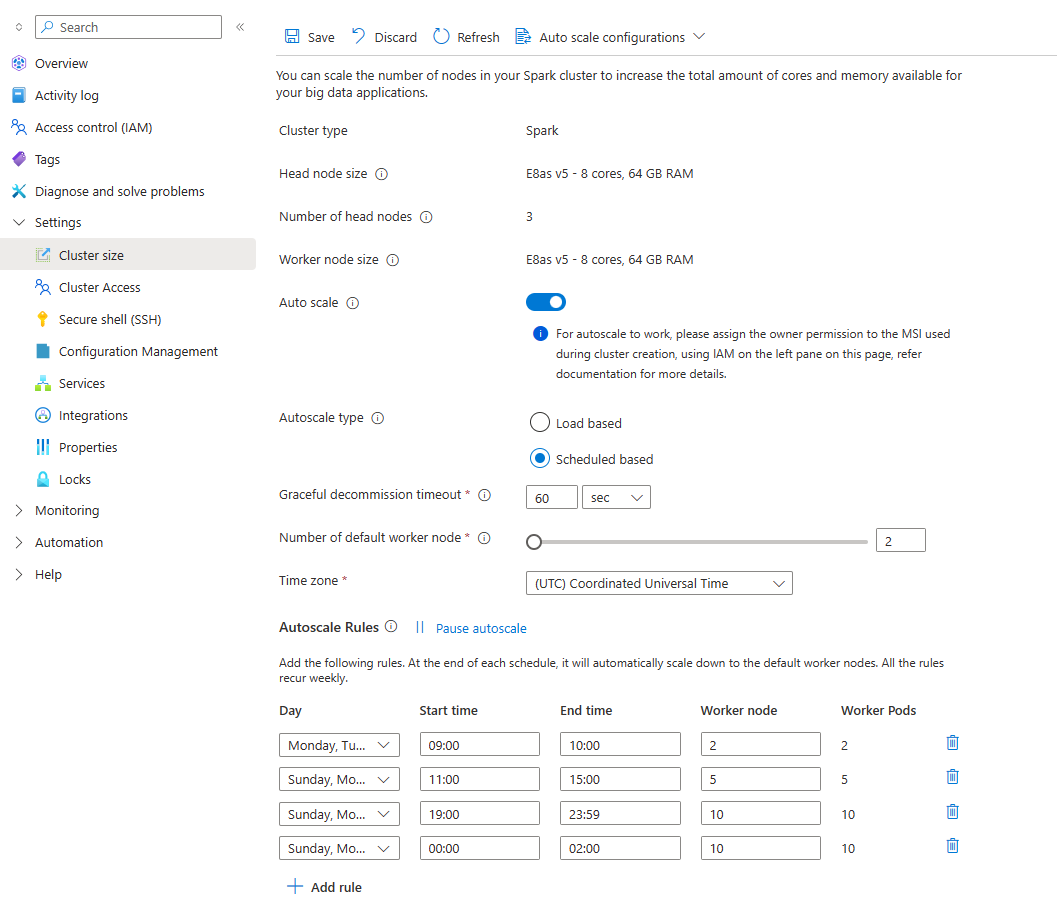 Search
Overview
Activity log
Access control (IAM)
Tags
Diagnose and solve problems
Settings
Cluster size
Cluster Access
Secure shell (SSH)
Configuration Management
Services
Integrations
Properties
Locks
Monitoring
Automation
Help
Save Discard Refresh Auto scale configurations
You can scale the number of nodes in your Spark cluster to increase the total amount of cores and memory available for
your big data applications.
Cluster type Spark
Head node size E8as v5 - 8 cores, 64 GB RAM
Number of head nodes 3
Worker node size E8as v5 - 8 cores, 64 GB RAM
Auto scale
For autoscale to work, please assign the owner permission to the MSI used
during cluster creation, using IAM on the left pane on this page, refer
documentation for more details.
Autoscale type Load based
Scheduled based
Graceful decommission timeout * 60 sec
Number of default worker node * 2
Time zone * (UTC) Coordinated Universal Time
Autoscale Rules Pause autoscale
Add the following rules. At the end of each schedule, it will automatically scale down to the default worker nodes. All the rules
recur weekly.
Day Start time End time Worker node Worker Pods
Monday, Tu... 09:00 10:00 2 2
Sunday, Mo... 11:00 15:00 5 5
Sunday, Mo... 19:00 23:59 10 10
Sunday, Mo... 00:00 02:00 10 10
Add rule